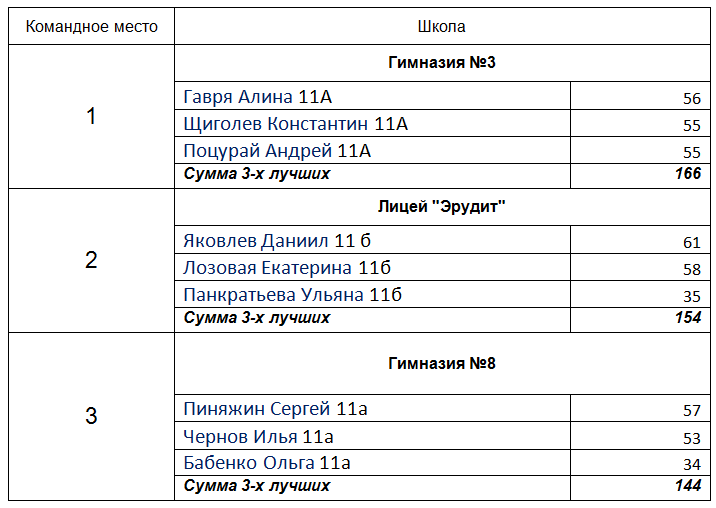 Командное место Школа
Гимназия №3
1
Гавря Алина 11А 56
Щиголев Константин 11А 55
Поцурай Андрей 11А 55
Сумма 3-х лучших 166
Лицей "Эрудит"
2
Яковлев Даниил 11 б 61
Лозовая Екатерина 11б 58
Панкратьева Ульяна 11б 35
Сумма 3-х лучших 154
Гимназия №8
3
Пиняжин Сергей 11а 57
Чернов Илья 11а 53
Бабенко Ольга 11а 34
Сумма 3-х лучших 144